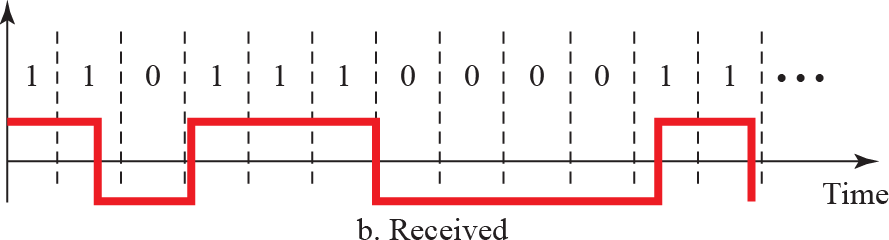 1 1 0 1 1 1 0 0 0 0 1 1 •••
Time
b. Received